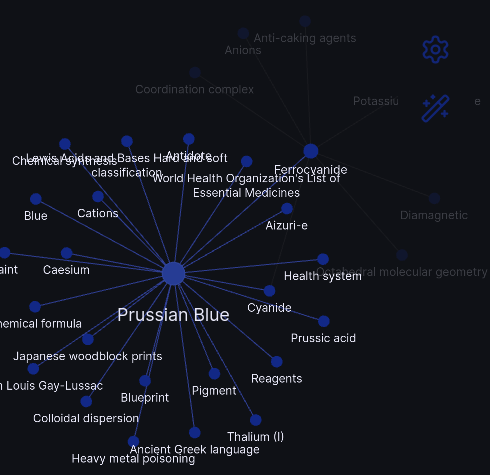 Anti-caking agents
Anions
Coordination complex
Potassiu
e
Antidote
Lewis Acids and Bases Hard and soft
classification
Chemical synthesis
Ferrocyanide
World Health Organization's List of
Essential Medicines
Blue
Cations
Diamagnetic
Aizuri-e
aint
Caesium
Health system
Octahedral molecular geometry
Cyanide
Prussian Blue
hemical formula
Prussic acid
Japanese woodblock prints
Reagents
h Louis Gay-Lussac
Blueprint
Pigment
Colloidal dispersion
Thalium (I)
Ancient Greek language
Heavy metal poisoning